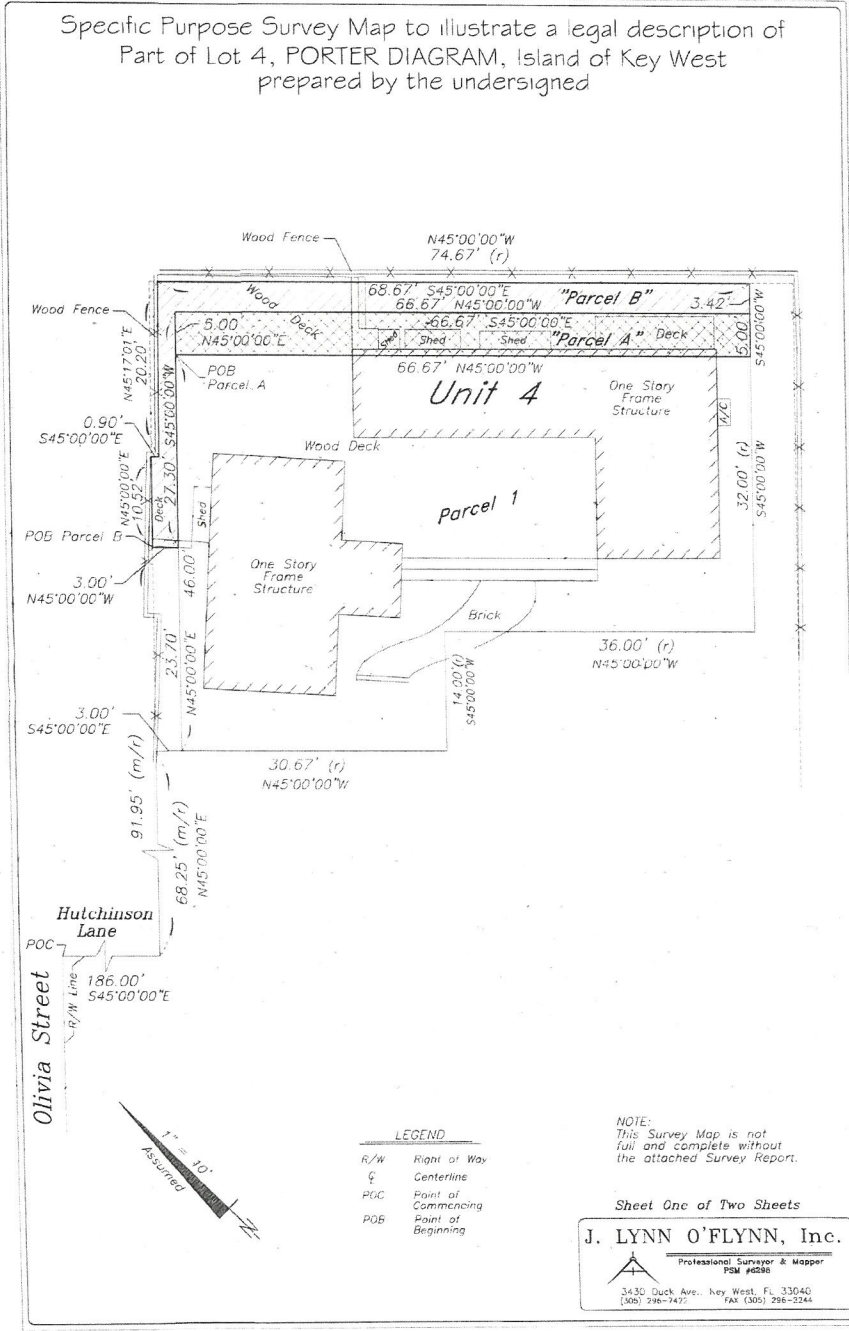 Specific Purpose Survey Map to illustrate a legal description of
Part of Lot 4, PORTER DIAGRAM, Island of Key West
prepared by the undersigned
Wood Fence
N45°00'00"W
74.67' (r)
Wood Deck
68.67' S45°00'00"E
"Parcel B"
66.67' N45°00'00"W
3.42'
Wood Fence
5.00'
N45°00'00"E
66.67' S45°00'00"E
Shed
Shed
Shed
"Parcel A"
Deck
5.00
S45°00'00"W
N45°17'01"E
20.20'
POB
Parcel A
66.67' N45°00'00"W
Unit 4
One Story
Frame
Structure
A/C
0.90'
S45°00'00"E
27.30' S45°00'00"W
Wood Deck
N45°00'00"E
10.52'
Deck
Shed
Parcel 1
32.00' (r)
S45°00'00"W
POB Parcel B
3.00'
N45°00'00"W
46.00'
N45°00'00"E
One Story
Frame
Structure
Brick
23.70'
36.00' (r)
N45°00'00"W
14.00'(r)
S45°00'00"W
3.00'
S45°00'00"E
30.67' (r)
N45°00'00"W
91.95' (m/r)
68.25' (m/r)
N45°00'00"E
Hutchinson
Lane
POC
186.00'
S45°00'00"E
R/W Line
Olivia Street
1" = 10'
Assumed
N
LEGEND
R/W Right of Way
℄ Centerline
POC Point of
Commencing
POB Point of
Beginning
NOTE:
This Survey Map is not
full and complete without
the attached Survey Report.
Sheet One of Two Sheets
J. LYNN O'FLYNN, Inc.
Professional Surveyor & Mapper
PSM #6298
3430 Duck Ave., Key West, FL 33040
(305) 296-7422 FAX (305) 296-2244